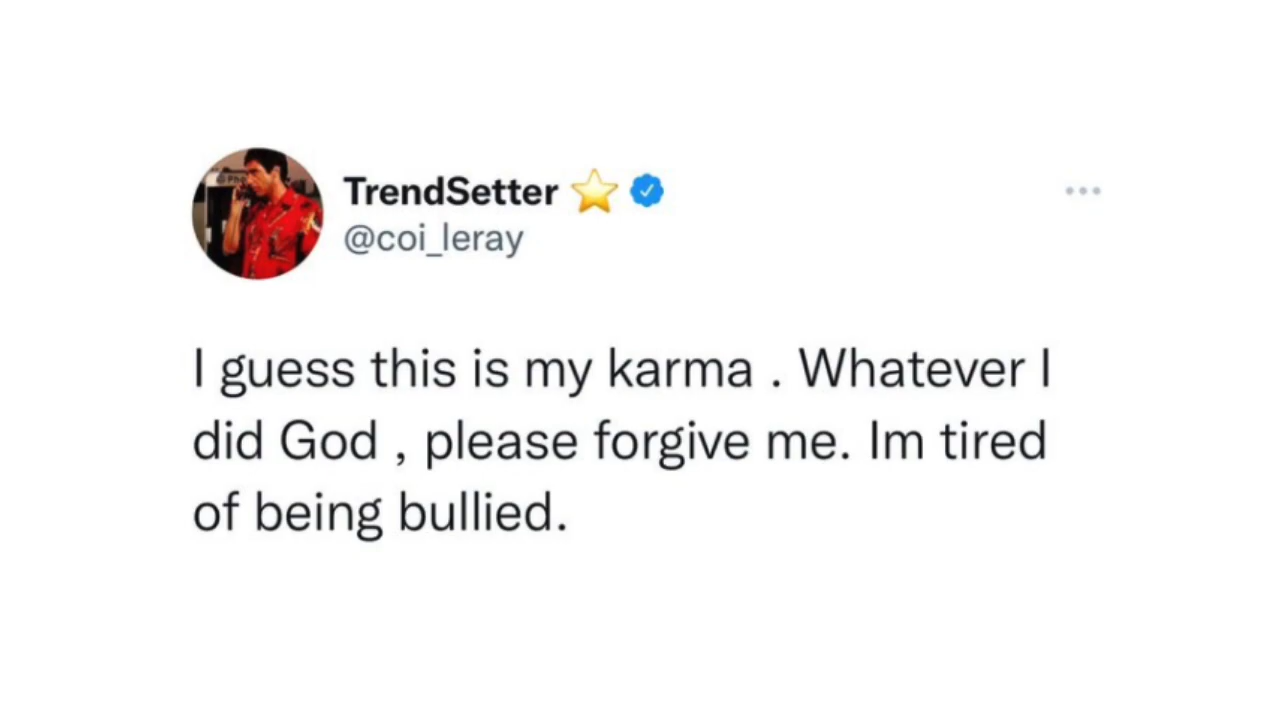 TrendSetter ⭐
@coi_leray
I guess this is my karma . Whatever I
did God , please forgive me. Im tired
of being bullied.